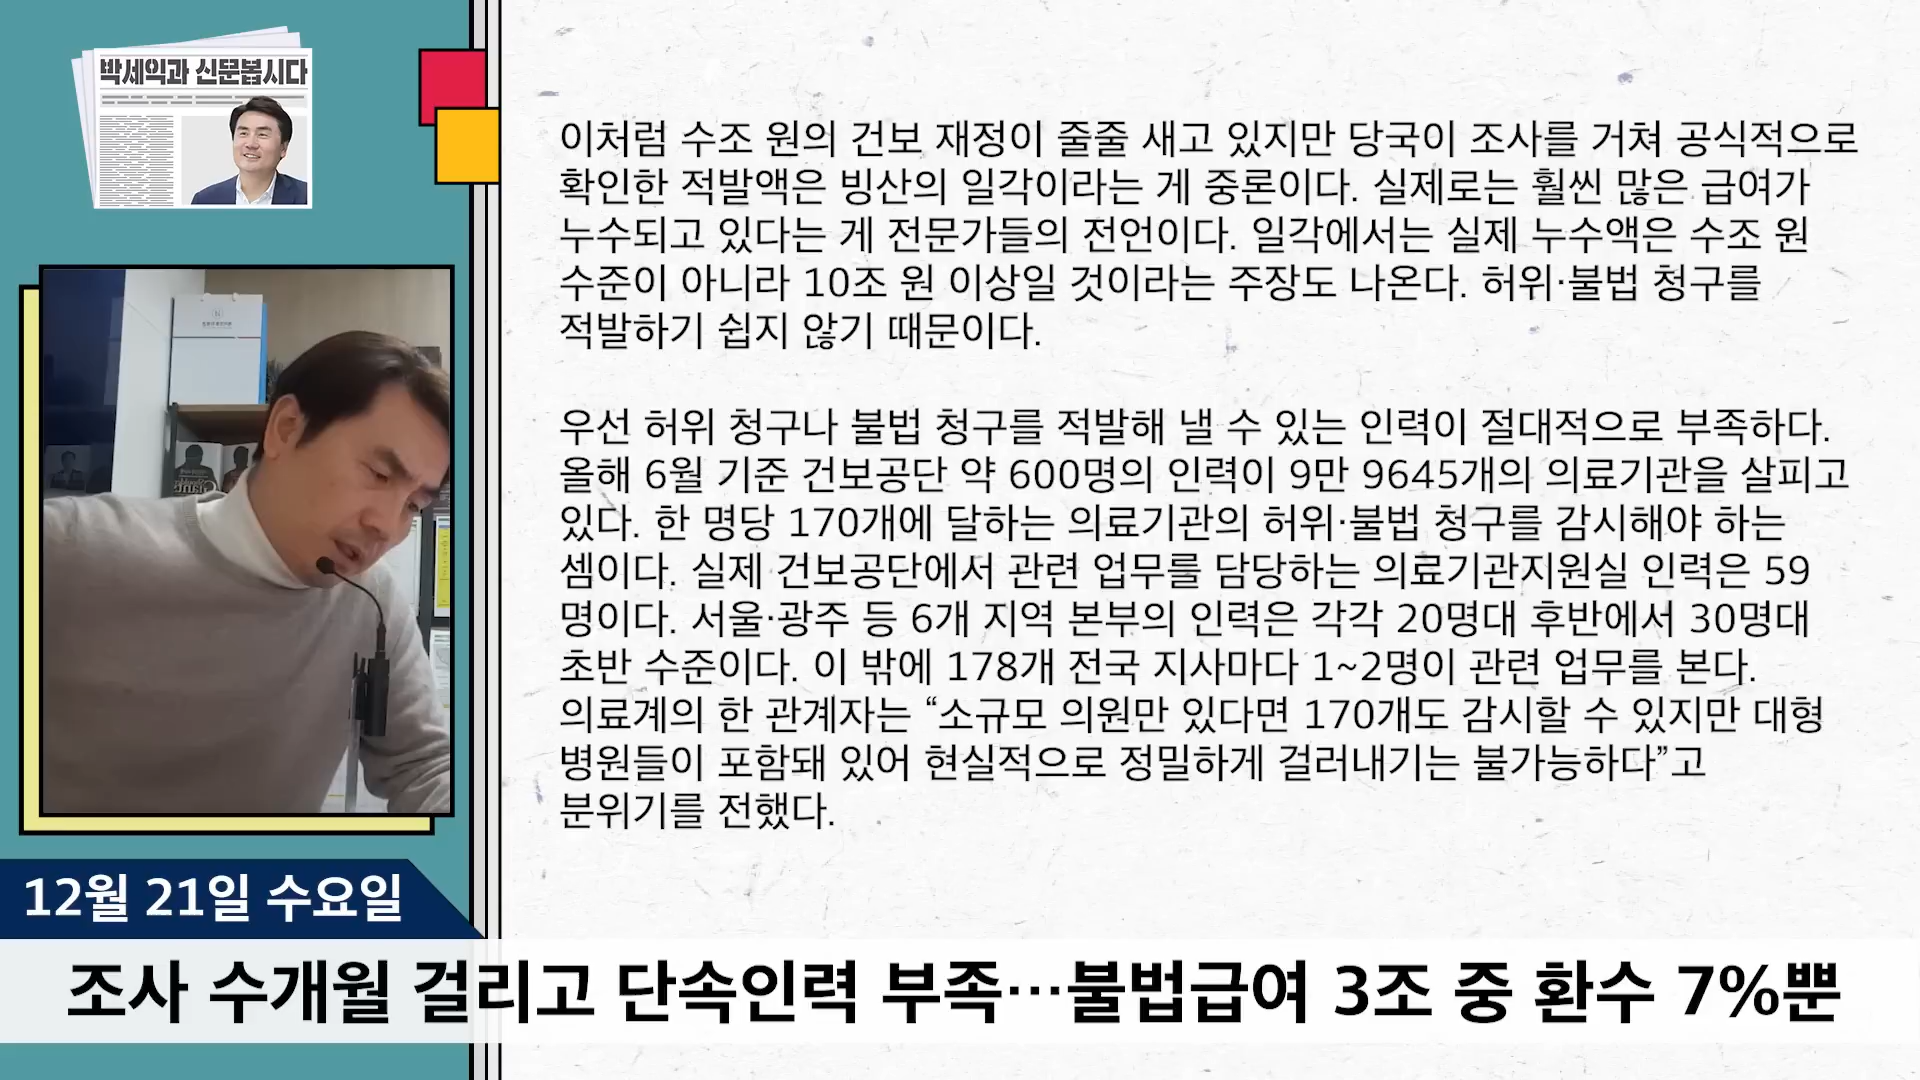 박세익과 신문봅시다
이처럼 수조 원의 건보 재정이 줄줄 새고 있지만 당국이 조사를 거쳐 공식적으로
확인한 적발액은 빙산의 일각이라는 게 중론이다. 실제로는 훨씬 많은 급여가
누수되고 있다는 게 전문가들의 전언이다. 일각에서는 실제 누수액은 수조 원
수준이 아니라 10조 원 이상일 것이라는 주장도 나온다. 허위·불법 청구를
적발하기 쉽지 않기 때문이다.
우선 허위 청구나 불법 청구를 적발해 낼 수 있는 인력이 절대적으로 부족하다.
올해 6월 기준 건보공단 약 600명의 인력이 9만 9645개의 의료기관을 살피고
있다. 한 명당 170개에 달하는 의료기관의 허위·불법 청구를 감시해야 하는
셈이다. 실제 건보공단에서 관련 업무를 담당하는 의료기관지원실 인력은 59
명이다. 서울·광주 등 6개 지역 본부의 인력은 각각 20명대 후반에서 30명대
초반 수준이다. 이 밖에 178개 전국 지사마다 1~2명이 관련 업무를 본다.
의료계의 한 관계자는 “소규모 의원만 있다면 170개도 감시할 수 있지만 대형
병원들이 포함돼 있어 현실적으로 정밀하게 걸러내기는 불가능하다”고
분위기를 전했다.
12월 21일 수요일
조사 수개월 걸리고 단속인력 부족…불법급여 3조 중 환수 7%뿐